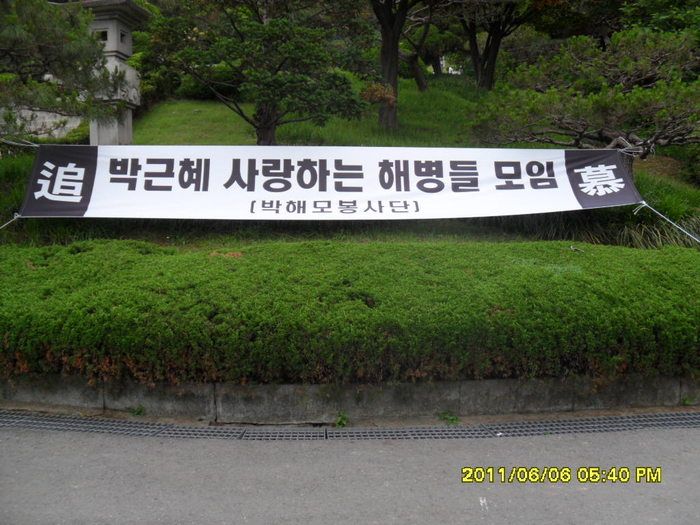 追 박근혜 사랑하는 해병들 모임 慕
(박해모봉사단)
2011/06/06 05:40 PM